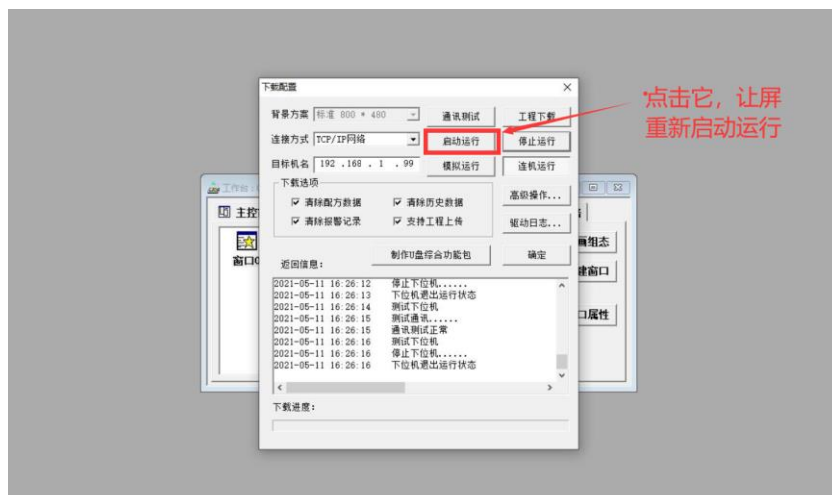 下载配置
背景方案 标准 800 * 480 通讯测试 工程下载
连接方式 TCP/IP网络 启动运行 停止运行
目标机名 192 .168 . 1 . 99 模拟运行 连机运行
下载选项
清除配方数据 清除历史数据 高级操作...
清除报警记录 支持工程上传 驱动日志...
制作U盘综合功能包 确定
返回信息:
2021-05-11 16:26:12 停止下位机......
2021-05-11 16:26:13 下位机退出运行状态
2021-05-11 16:26:14 测试下位机
2021-05-11 16:26:15 测试通讯......
2021-05-11 16:26:15 通讯测试正常
2021-05-11 16:26:16 测试下位机
2021-05-11 16:26:16 停止下位机......
2021-05-11 16:26:16 下位机退出运行状态
下载进度:
点击它，让屏
重新启动运行
工作台:
主控
窗口0
画组态
建窗口
口属性